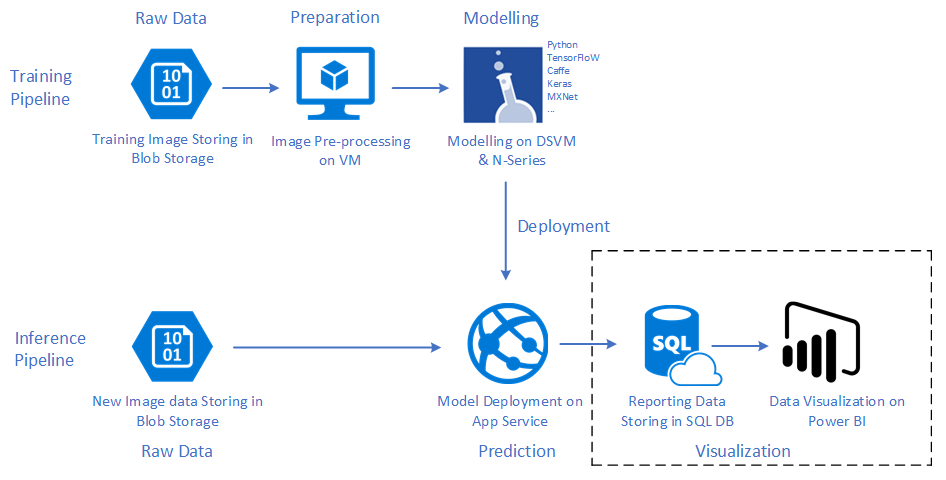 Raw Data
Preparation
Modelling
Training
Pipeline
10
01
Python
TensorFloW
Caffe
Keras
MXNet
...
Training Image Storing in
Blob Storage
Image Pre-processing
on VM
Modelling on DSVM
& N-Series
Deployment
Inference
Pipeline
10
01
SQL
New Image data Storing in
Blob Storage
Model Deployment on
App Service
Reporting Data
Storing in SQL DB
Data Visualization on
Power BI
Raw Data
Prediction
Visualization